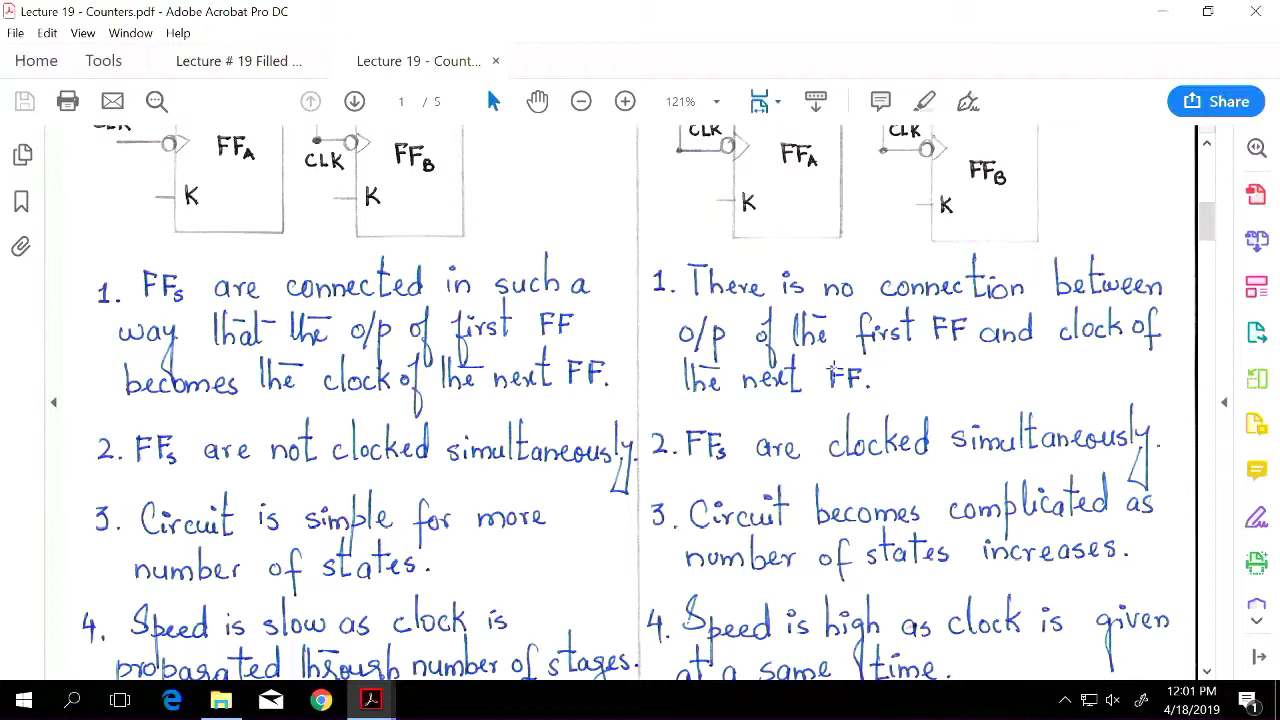 Lecture 19 - Counters.pdf - Adobe Acrobat Pro DC
File Edit View Window Help
Home Tools Lecture # 19 Filled ... Lecture 19 - Count... ×
1 / 5 121% Share
CLK FFA CLK FFB
K K
CLK FFA CLK FFB
K K
1. FFs are connected in such a
way that the o/p of first FF
becomes the clock of the next FF.
2. FFs are not clocked simultaneously.
3. Circuit is simple for more
number of states.
4. Speed is slow as clock is
propagated through number of stages.
1. There is no connection between
o/p of the first FF and clock of
the next FF.
2. FFs are clocked simultaneously.
3. Circuit becomes complicated as
number of states increases.
4. Speed is high as clock is given
at a same time.
12:01 PM
4/18/2019
1